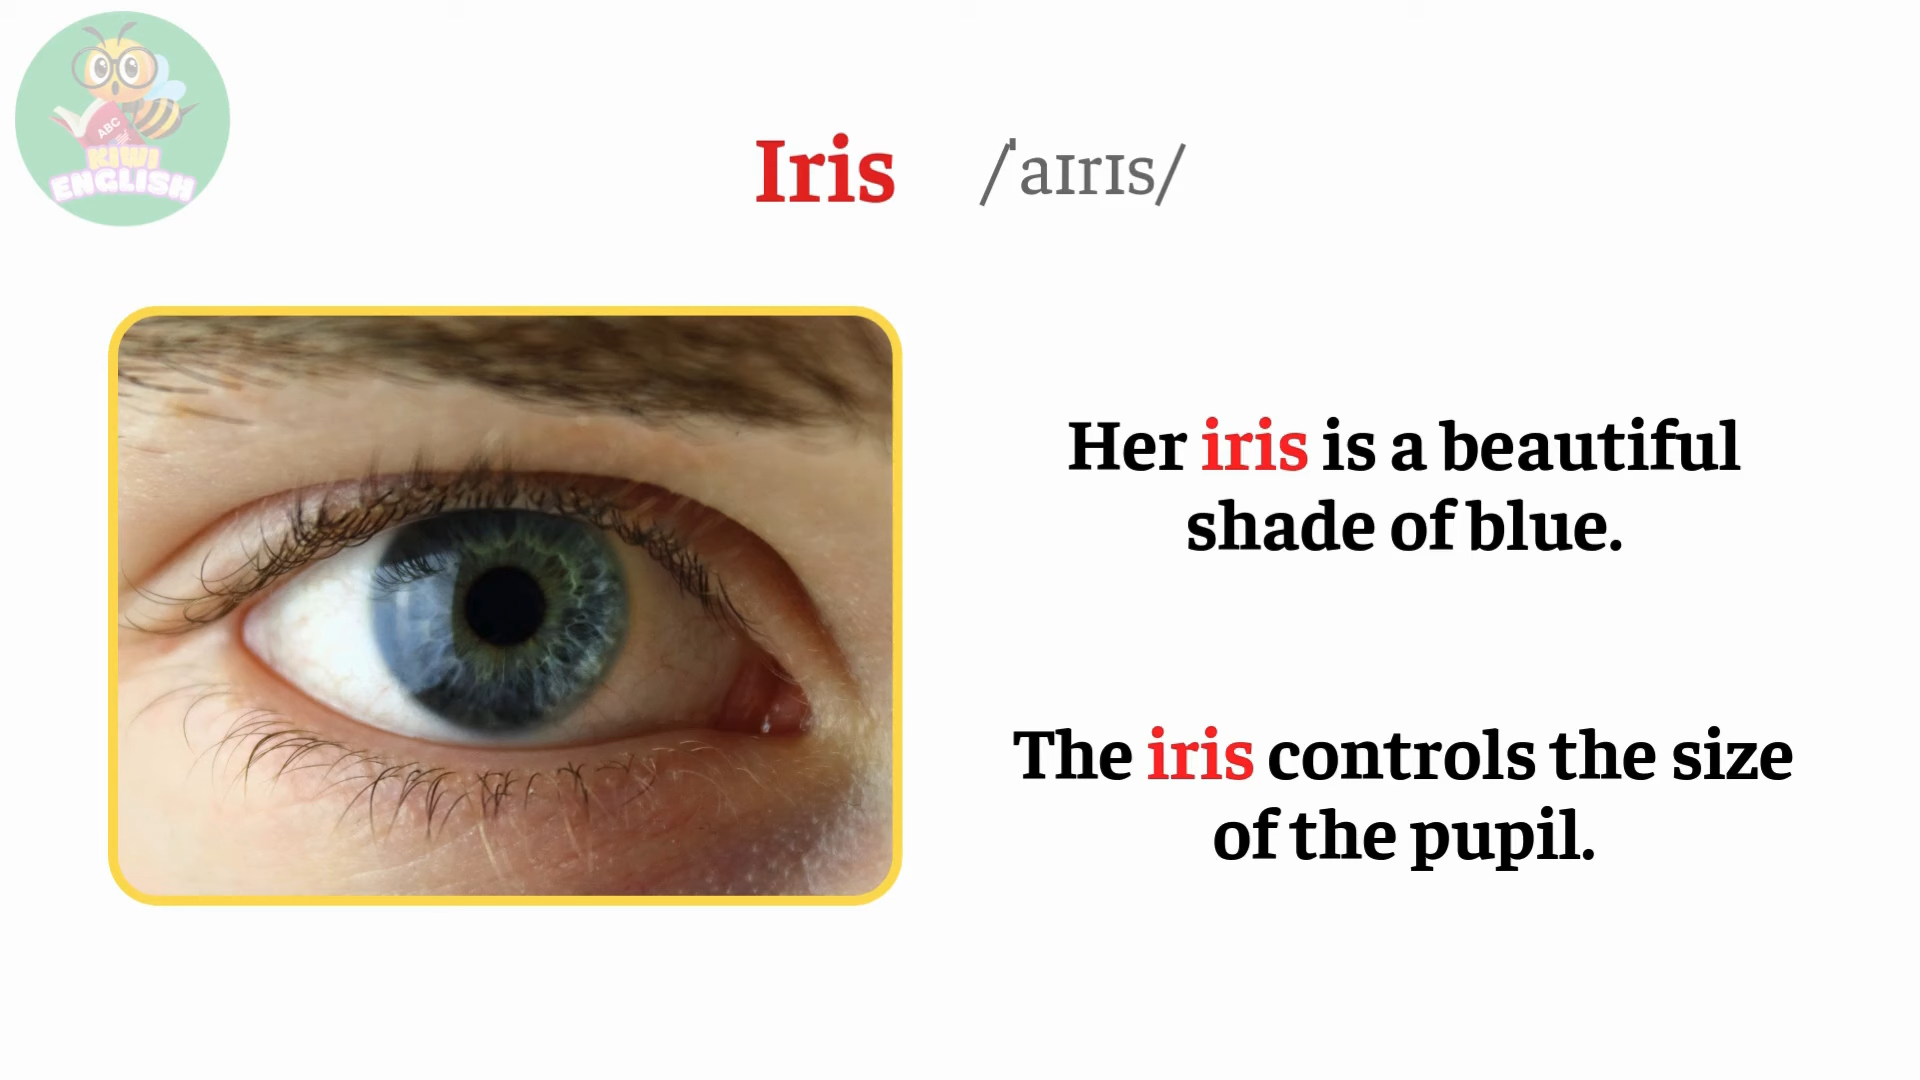 ABC
KIWI
ENGLISH
Iris /ˈaɪrɪs/
Her iris is a beautiful
shade of blue.
The iris controls the size
of the pupil.